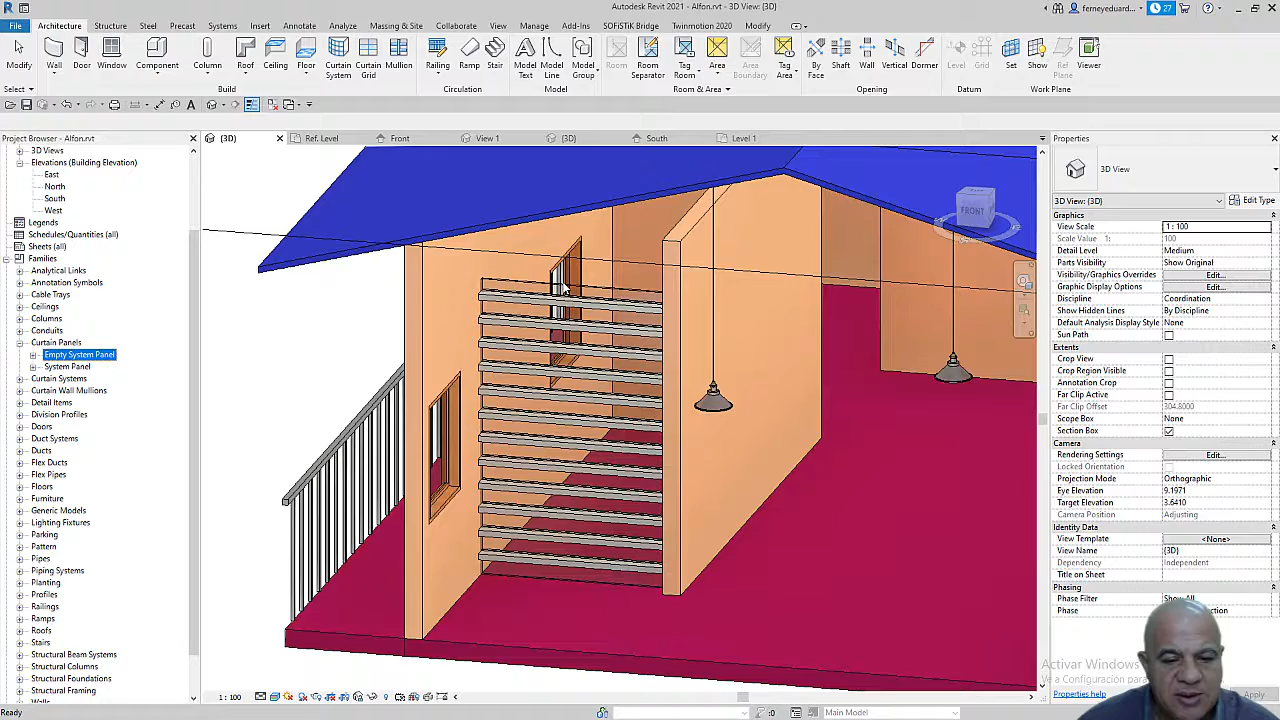 Autodesk Revit 2021 - Alfon.rvt - 3D View: {3D}
ferneyeduard...
27
File Architecture Structure Steel Precast Systems Insert Annotate Analyze Massing & Site Collaborate View Manage Add-Ins SOFiSTiK Bridge Twinmotion 2020 Modify
Modify Wall Door Window Component Column Roof Ceiling Floor Curtain System Curtain Grid Mullion Railing Ramp Stair Model Text Model Line Model Group Room Room Separator Tag Room Area Area Boundary Tag Area By Face Shaft Wall Vertical Dormer Level Grid Set Show Ref Plane Viewer
Select Build Circulation Model Room & Area Opening Datum Work Plane
Project Browser - Alfon.rvt
{3D} Ref. Level Front View 1 {3D} South Level 1
Properties
3D Views
Elevations (Building Elevation)
East
North
South
West
Legends
Schedules/Quantities (all)
Sheets (all)
Families
Analytical Links
Annotation Symbols
Cable Trays
Ceilings
Columns
Conduits
Curtain Panels
Empty System Panel
System Panel
Curtain Systems
Curtain Wall Mullions
Detail Items
Division Profiles
Doors
Duct Systems
Ducts
Flex Ducts
Flex Pipes
Floors
Furniture
Generic Models
Lighting Fixtures
Parking
Pattern
Pipes
Piping Systems
Planting
Profiles
Railings
Ramps
Roofs
Stairs
Structural Beam Systems
Structural Columns
Structural Foundations
Structural Framing
Walls
FRONT
3D View
3D View: {3D} Edit Type
Graphics
View Scale 1 : 100
Scale Value 1: 100
Detail Level Medium
Parts Visibility Show Original
Visibility/Graphics Overrides Edit...
Graphic Display Options Edit...
Discipline Coordination
Show Hidden Lines By Discipline
Default Analysis Display Style None
Sun Path
Extents
Crop View
Crop Region Visible
Annotation Crop
Far Clip Active
Far Clip Offset 304.8000
Scope Box None
Section Box
Camera
Rendering Settings Edit...
Locked Orientation
Projection Mode Orthographic
Eye Elevation 9.1971
Target Elevation 3.6410
Camera Position Adjusting
Identity Data
View Template <None>
View Name {3D}
Dependency Independent
Title on Sheet
Phasing
Phase Filter Show All
Phase
Activar Windows
Ve a Configuración para
Properties help Apply
1 : 100
Ready
:0
Main Model